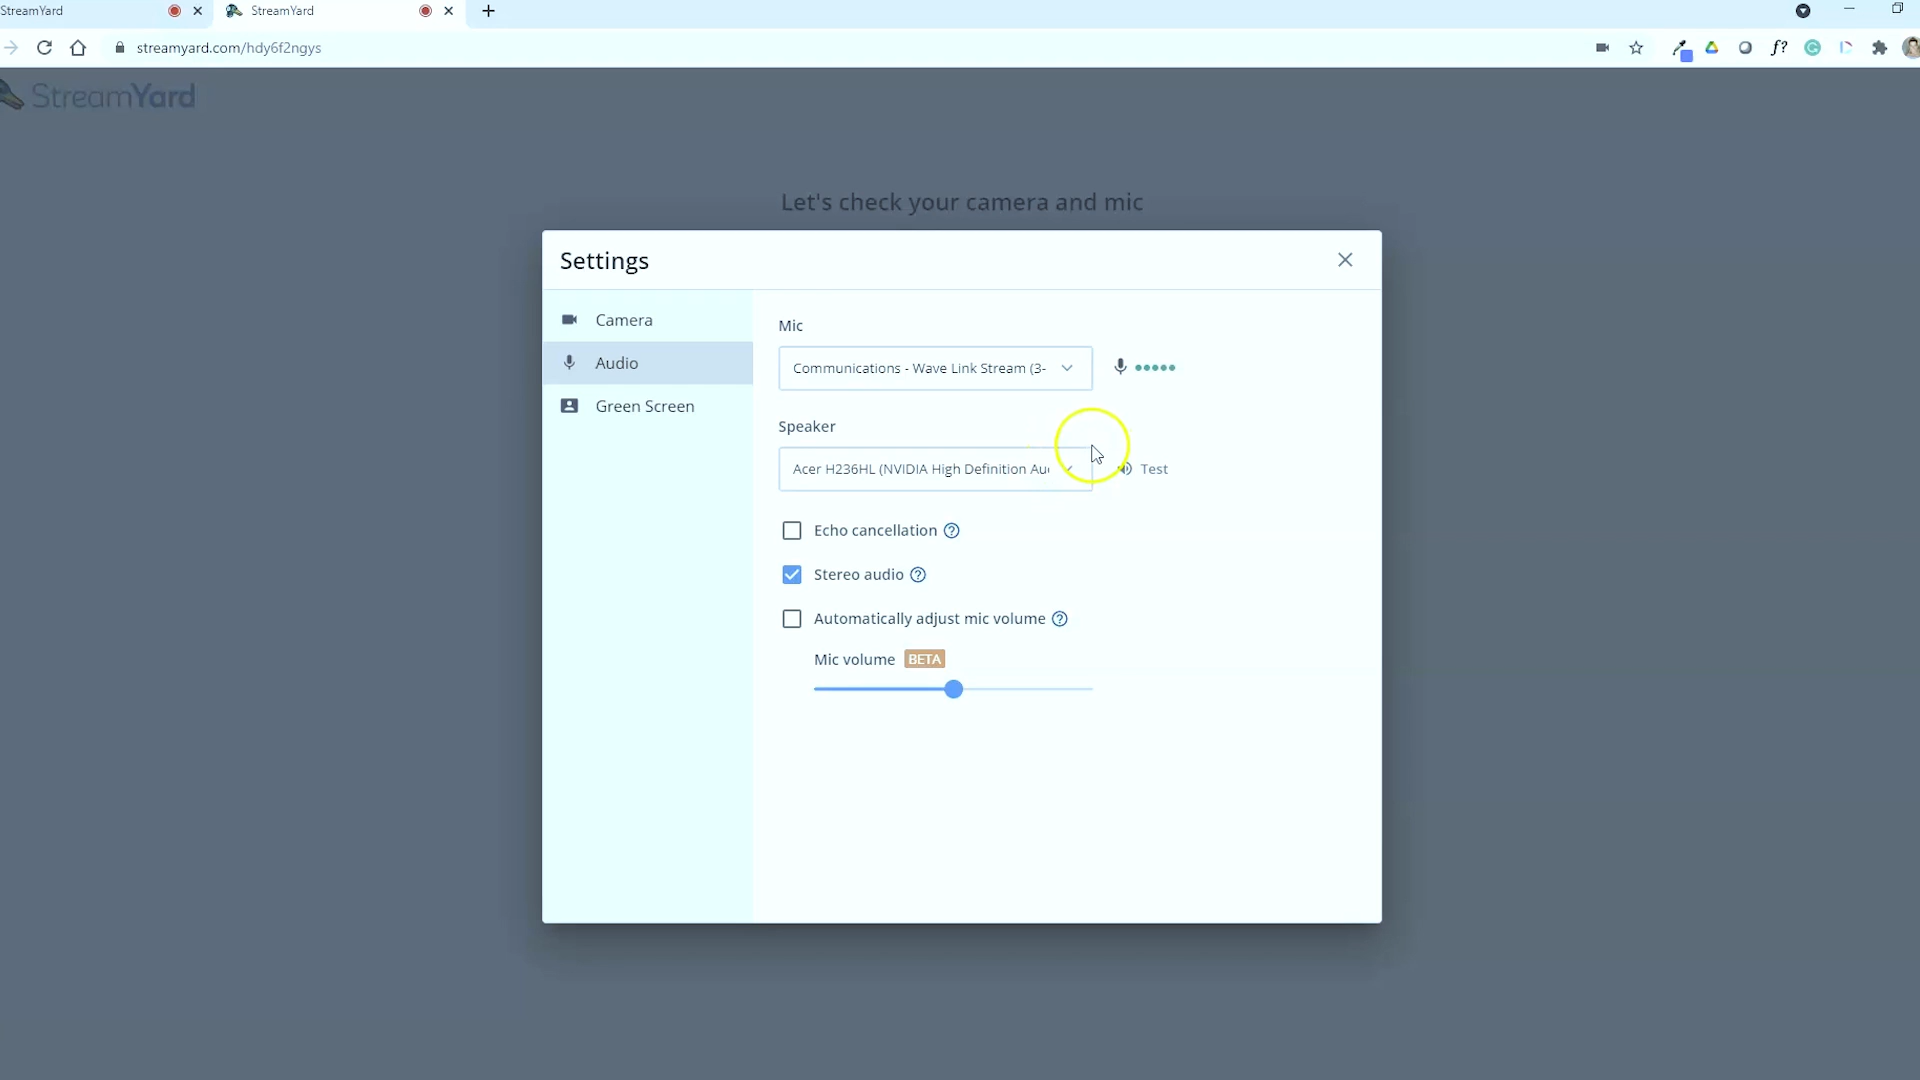 StreamYard
StreamYard
streamyard.com/hdy6f2ngys
f?
StreamYard
Let's check your camera and mic
Settings
Camera
Audio
Green Screen
Mic
Communications - Wave Link Stream (3-
Speaker
Acer H236HL (NVIDIA High Definition Au
Test
Echo cancellation
Stereo audio
Automatically adjust mic volume
Mic volume BETA